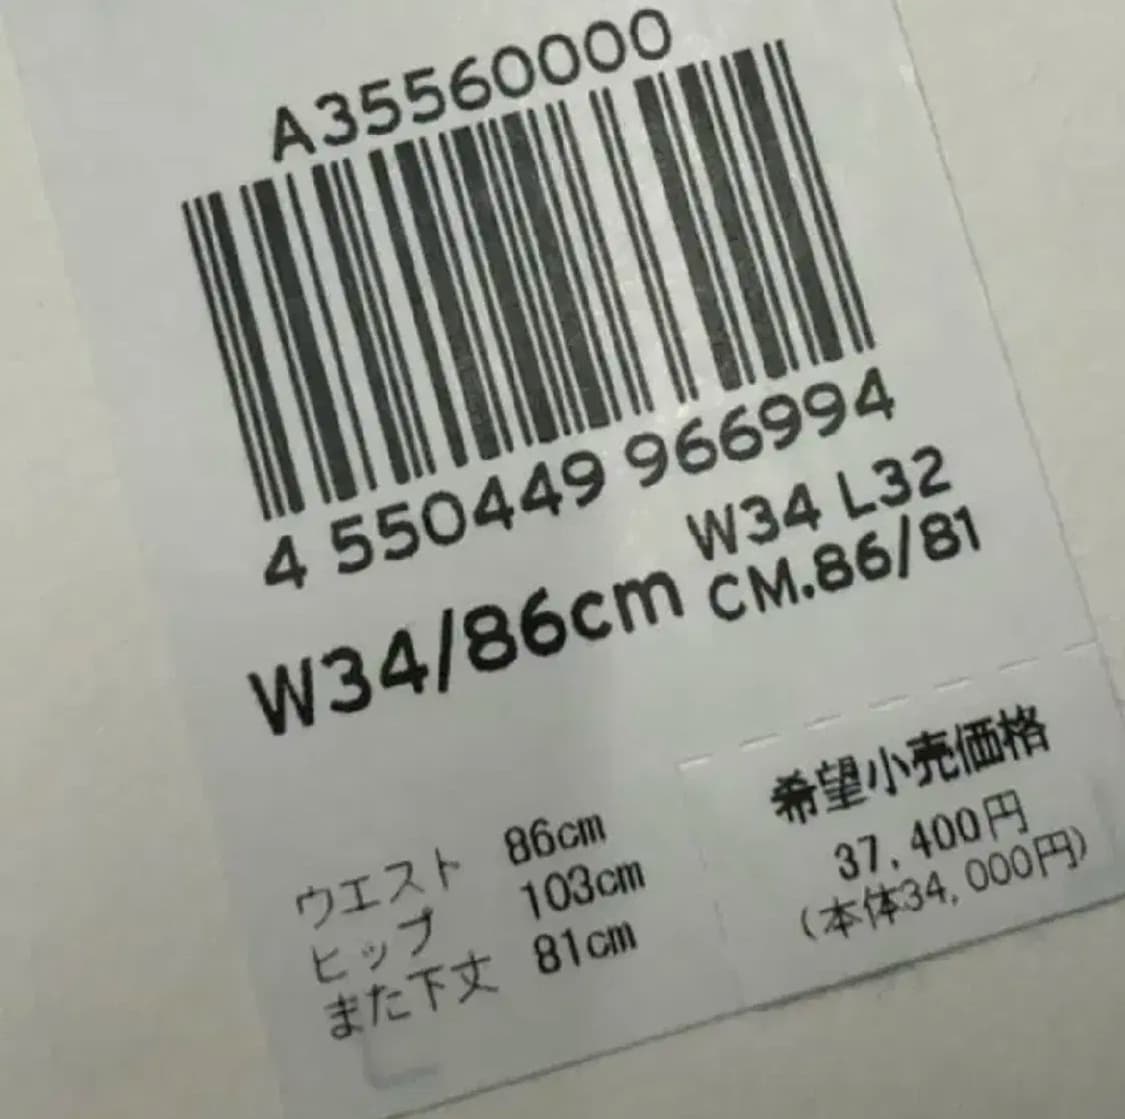 A35560000
4 550449 966994
W34 L32
W34/86cm CM.86/81
希望小売価格
37,400円
(本体34,000円)
ウエスト 86cm
ヒップ 103cm
また下丈 81cm